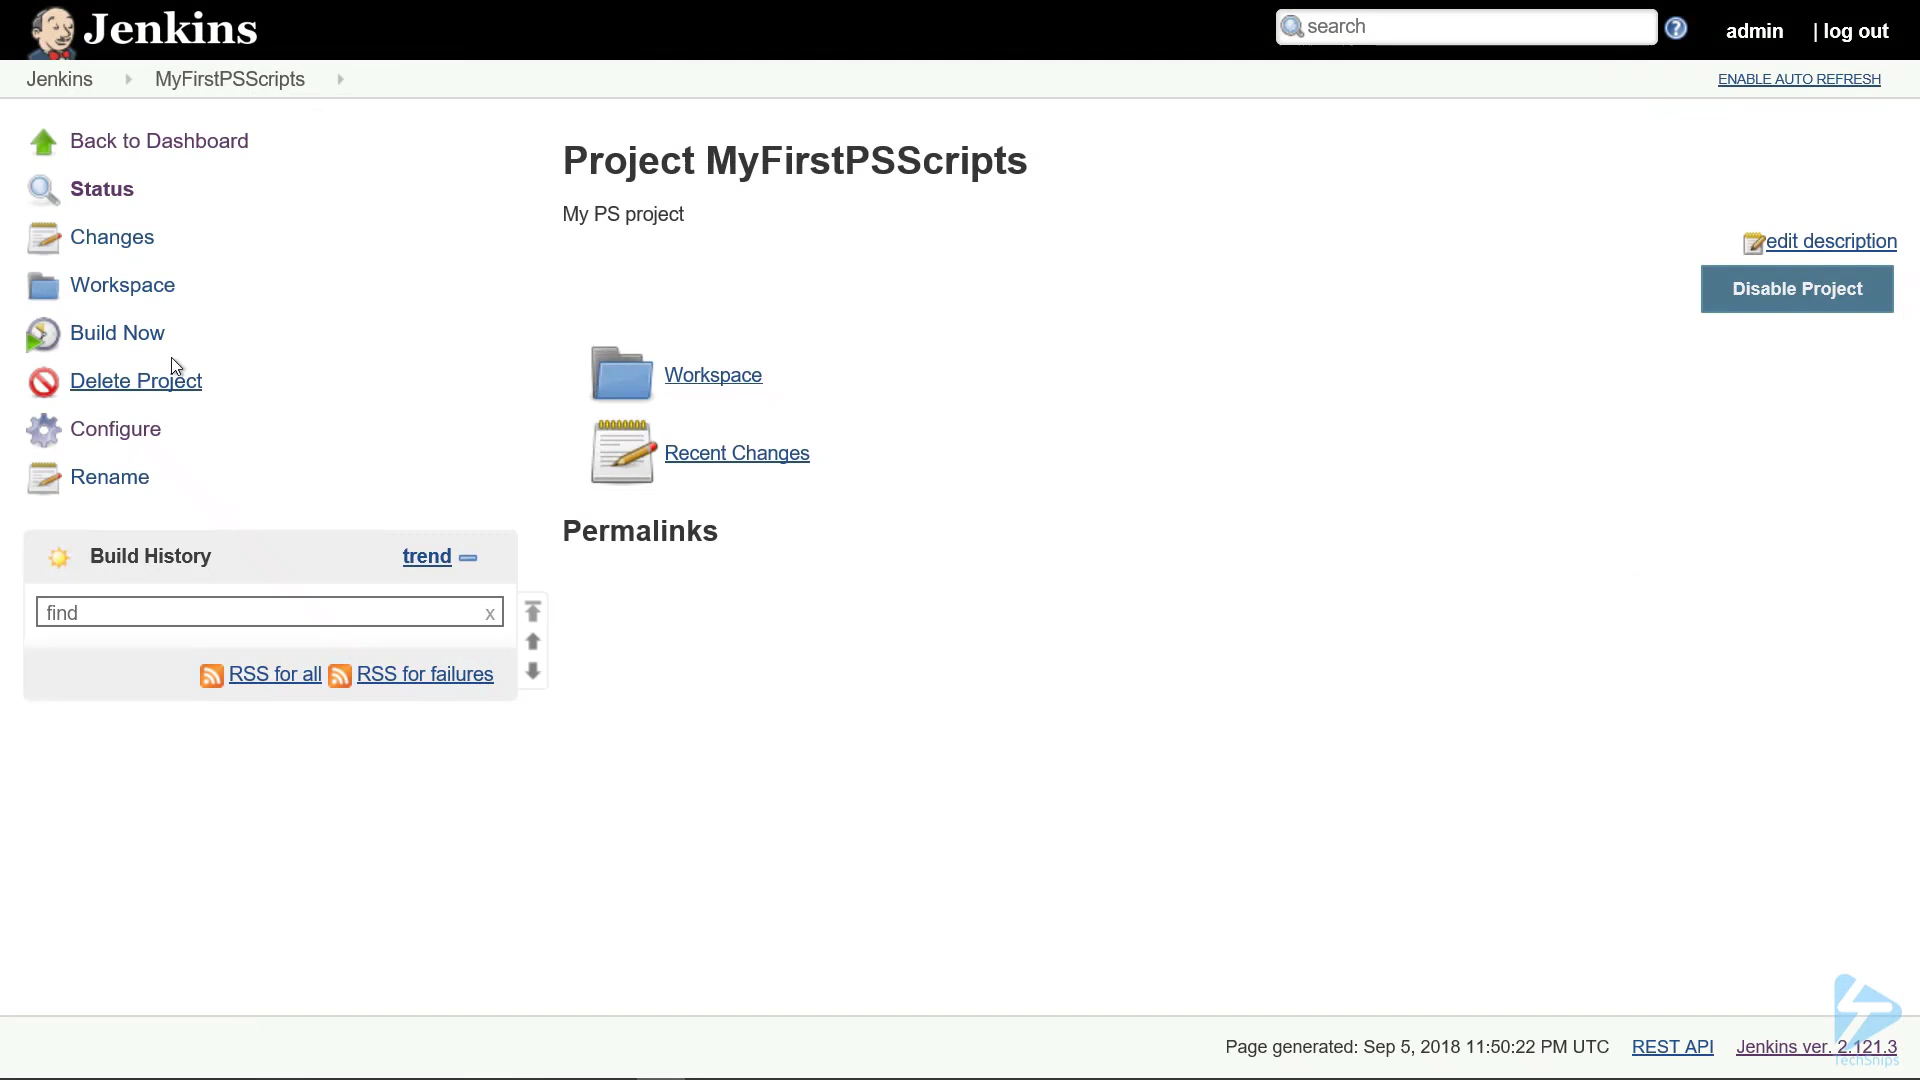 Jenkins
search
admin
| log out
Jenkins
MyFirstPSScripts
ENABLE AUTO REFRESH
Back to Dashboard
Status
Changes
Workspace
Build Now
Delete Project
Configure
Rename
Build History
trend
find
x
RSS for all
RSS for failures
Project MyFirstPSScripts
My PS project
edit description
Disable Project
Workspace
Recent Changes
Permalinks
Page generated: Sep 5, 2018 11:50:22 PM UTC
REST API
Jenkins ver. 2.121.3
TechSnips